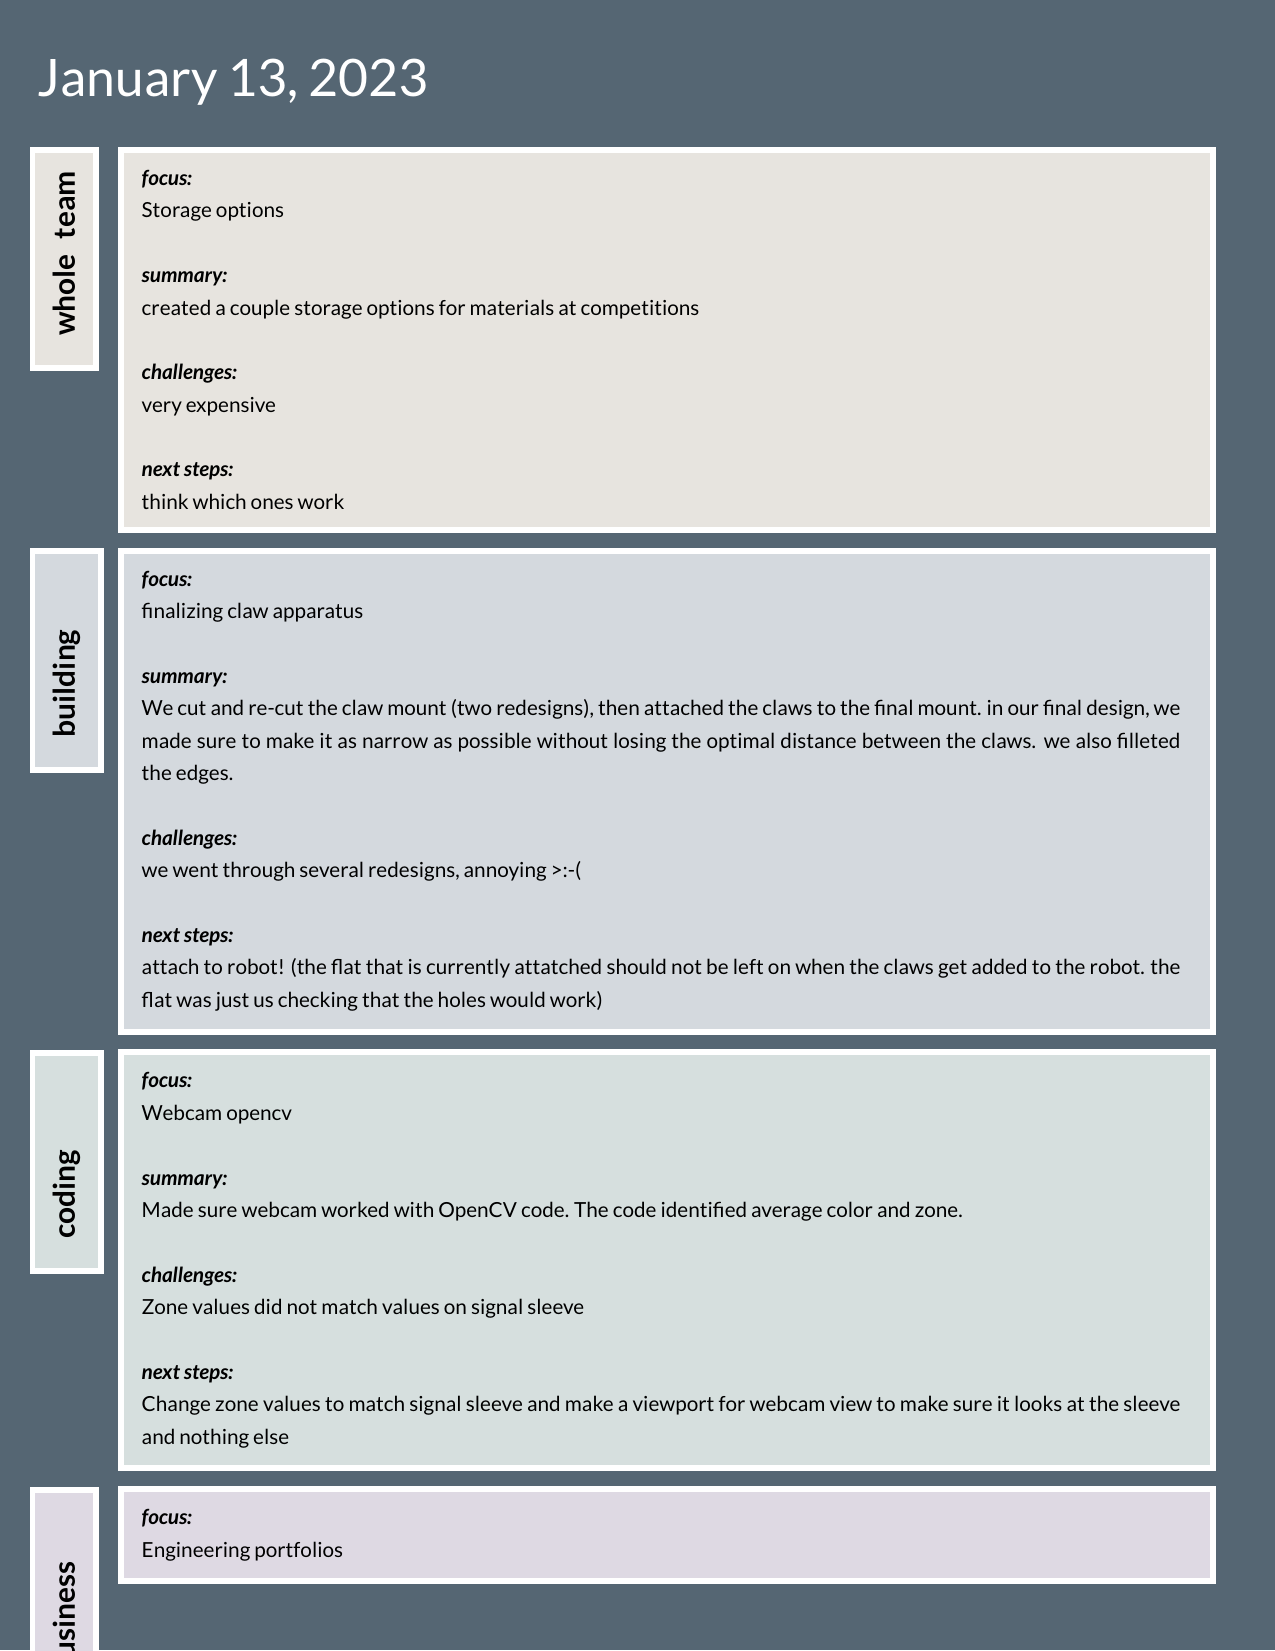 January 13, 2023
whole team
focus:
Storage options
summary:
created a couple storage options for materials at competitions
challenges:
very expensive
next steps:
think which ones work
building
focus:
finalizing claw apparatus
summary:
We cut and re-cut the claw mount (two redesigns), then attached the claws to the final mount. in our final design, we
made sure to make it as narrow as possible without losing the optimal distance between the claws. we also filleted
the edges.
challenges:
we went through several redesigns, annoying >:-(
next steps:
attach to robot! (the flat that is currently attatched should not be left on when the claws get added to the robot. the
flat was just us checking that the holes would work)
coding
focus:
Webcam opencv
summary:
Made sure webcam worked with OpenCV code. The code identified average color and zone.
challenges:
Zone values did not match values on signal sleeve
next steps:
Change zone values to match signal sleeve and make a viewport for webcam view to make sure it looks at the sleeve
and nothing else
usiness
focus:
Engineering portfolios